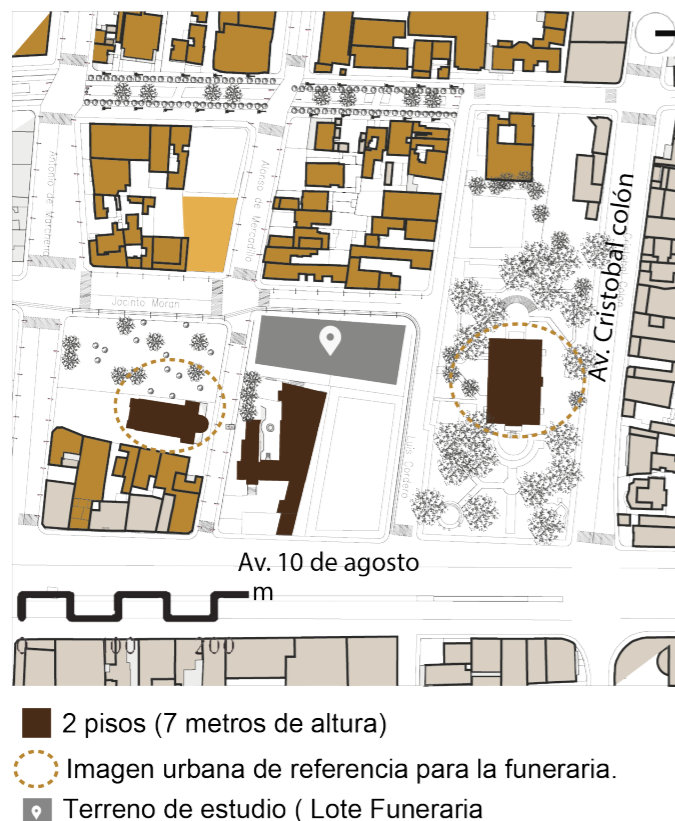 Antonio de Marchena
Alonso de Mercadillo
Av. Cristobal colón
Jacinto Moran
Luis Cordero
Av. 10 de agosto
m
0 100 200
2 pisos (7 metros de altura)
Imagen urbana de referencia para la funeraria.
Terreno de estudio ( Lote Funeraria